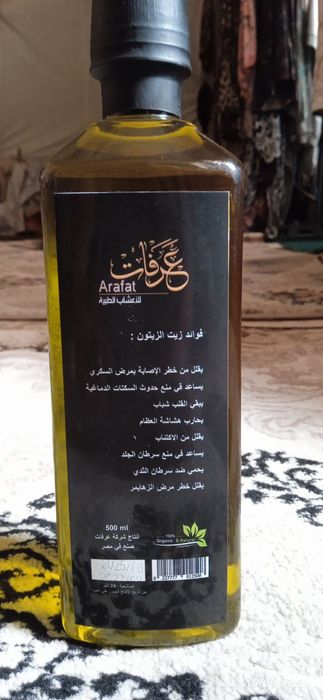 عرفات
Arafat
للاعشاب الطبية
فوائد زيت الزيتون :
يقلل من خطر الإصابة بمرض السكري
يساعد في منع حدوث السكتات الدماغية
يبقي القلب شباب
يحارب هشاشة العظام
يقلل من الاكتئاب
يساعد في منع سرطان الجلد
يحمي ضد سرطان الثدي
يقلل خطر مرض الزهايمر
500 ml
انتاج شركة عرفات
صنع في مصر
100%
Organic & Natural